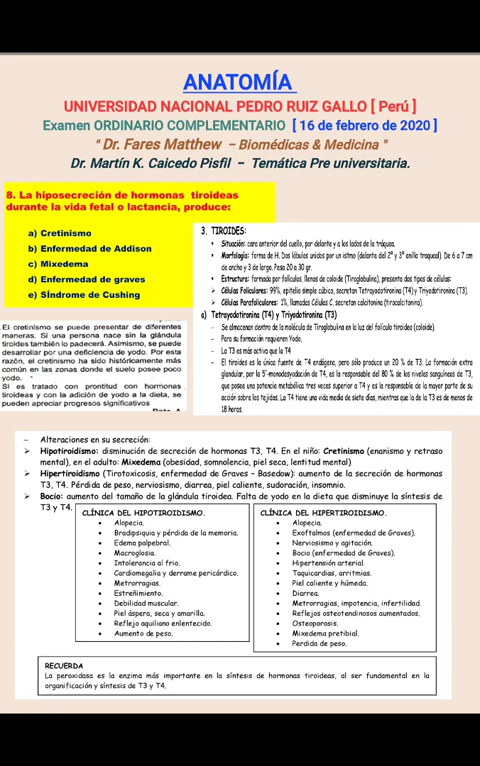 ANATOMÍA
UNIVERSIDAD NACIONAL PEDRO RUIZ GALLO [ Perú ]
Examen ORDINARIO COMPLEMENTARIO [ 16 de febrero de 2020 ]
" Dr. Fares Matthew – Biomédicas & Medicina "
Dr. Martín K. Caicedo Pisfil – Temática Pre universitaria.
8. La hiposecreción de hormonas tiroideas
durante la vida fetal o lactancia, produce:
a) Cretinismo
b) Enfermedad de Addison
c) Mixedema
d) Enfermedad de graves
e) Síndrome de Cushing
El cretinismo se puede presentar de diferentes
maneras. Si una persona nace sin la glándula
tiroides también lo padecerá. Asimismo, se puede
desarrollar por una deficiencia de yodo. Por esta
razón, el cretinismo ha sido históricamente más
común en las zonas donde el suelo posee poco
yodo. "
Si es tratado con prontitud con hormonas
tiroideas y con la adición de yodo a la dieta, se
pueden apreciar progresos significativos
3. TIROIDES:
• Situación: cara anterior del cuello, por delante y a los lados de la tráquea.
• Morfología: forma de H. Dos lóbulos unidos por un istmo (delante del 2º y 3º anillo traqueal). De 6 a 7 cm
de ancho y 3 de largo. Pesa 20 a 30 gr.
• Estructura: formada por folículos, llenos de coloide (Tiroglobulina), presenta dos tipos de células:
➤ Células Foliculares: 99%, epitelio simple cúbico, secretan Tetrayodotironina (T4) y Triyodotironina (T3).
➤ Células Parafoliculares: 1%, llamadas Células C, secretan calcitonina (tirocalcitonina).
a) Tetrayodotironina (T4) y Triyodotironina (T3)
– Se almacenan dentro de la molécula de Tiroglobulina en la luz del folículo tiroideo (coloide).
– Para su formación requieren Yodo.
– La T3 es más activa que la T4
– El tiroides es la única fuente de T4 endógena, pero sólo produce un 20 % de T3. La formación extra
glandular, por la 5'-monodesyodación de T4, es la responsable del 80 % de los niveles sanguíneos de T3,
que posee una potencia metabólica tres veces superior a T4 y es la responsable de la mayor parte de su
acción sobre los tejidos. La T4 tiene una vida media de siete días, mientras que la de la T3 es de menos de
18 horas.
– Alteraciones en su secreción:
➤ Hipotiroidismo: disminución de secreción de hormonas T3, T4. En el niño: Cretinismo (enanismo y retraso
mental), en el adulto: Mixedema (obesidad, somnolencia, piel seca, lentitud mental)
➤ Hipertiroidismo (Tirotoxicosis, enfermedad de Graves – Basedow): aumento de la secreción de hormonas
T3, T4. Pérdida de peso, nerviosismo, diarrea, piel caliente, sudoración, insomnio.
➤ Bocio: aumento del tamaño de la glándula tiroidea. Falta de yodo en la dieta que disminuye la síntesis de
T3 y T4.
CLÍNICA DEL HIPOTIROIDISMO.
• Alopecia.
• Bradipsiquia y pérdida de la memoria.
• Edema palpebral.
• Macroglosia.
• Intolerancia al frio.
• Cardiomegalia y derrame pericárdico.
• Metrorragias.
• Estreñimiento.
• Debilidad muscular.
• Piel áspera, seca y amarilla.
• Reflejo aquiliano enlentecido.
• Aumento de peso.
CLÍNICA DEL HIPERTIROIDISMO.
• Alopecia.
• Exoftalmos (enfermedad de Graves).
• Nerviosismo y agitación.
• Bocio (enfermedad de Graves).
• Hipertensión arterial.
• Taquicardias, arritmias.
• Piel caliente y húmeda.
• Diarrea.
• Metrorragias, impotencia, infertilidad.
• Reflejos osteotendinosos aumentados.
• Osteoporosis.
• Mixedema pretibial.
• Perdida de peso.
RECUERDA
La peroxidasa es la enzima más importante en la síntesis de hormonas tiroideas, al ser fundamental en la
organificación y síntesis de T3 y T4.